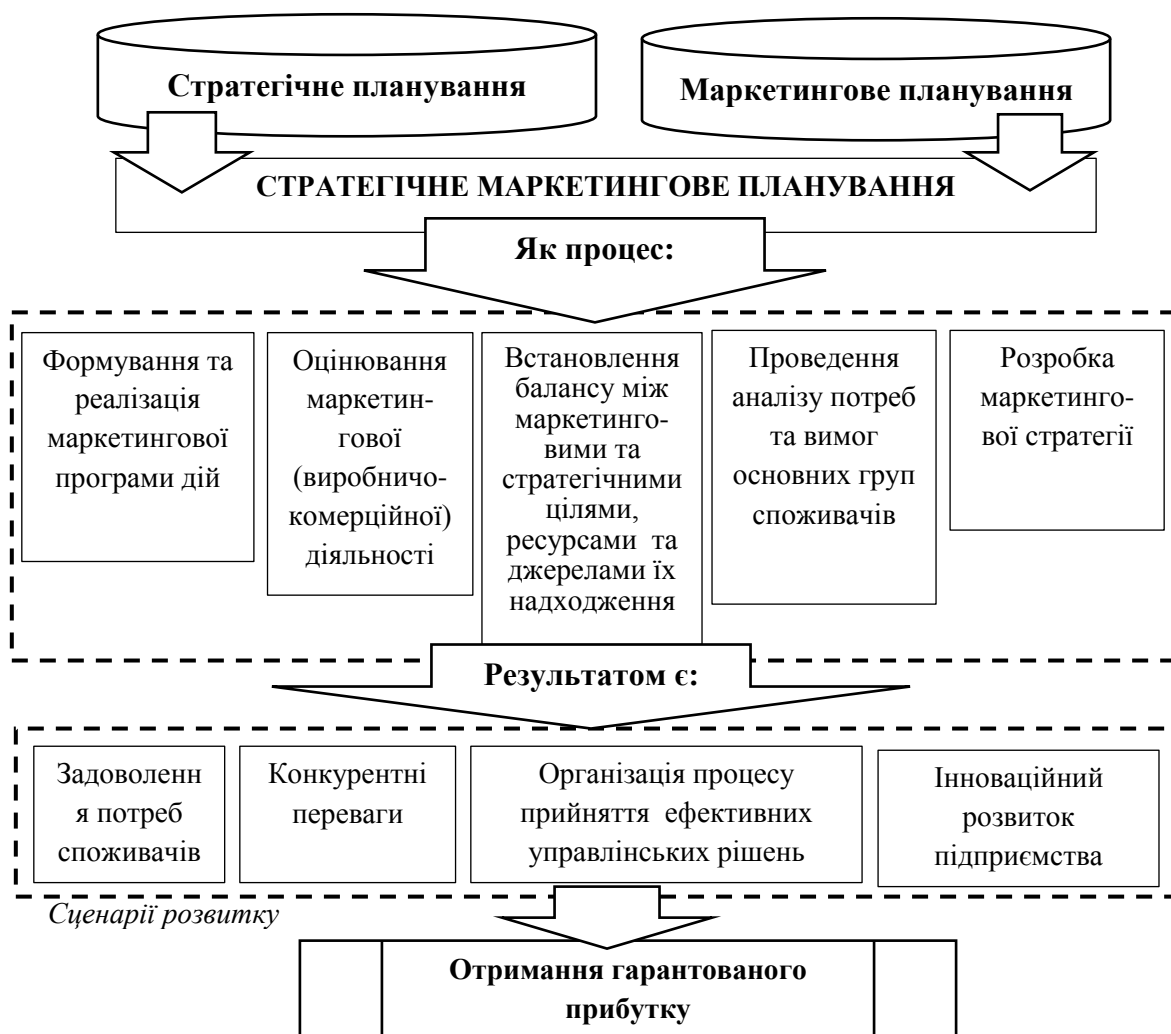 Стратегічне планування
Маркетингове планування
СТРАТЕГІЧНЕ МАРКЕТИНГОВЕ ПЛАНУВАННЯ
Як процес:
Формування та
реалізація
маркетингової
програми дій
Оцінювання
маркетин-
гової
(виробничо-
комерційної)
діяльності
Встановлення
балансу між
маркетинго-
вими та
стратегічними
цілями,
ресурсами та
джерелами їх
надходження
Проведення
аналізу потреб
та вимог
основних груп
споживачів
Розробка
маркетинго-
вої стратегії
Результатом є:
Задоволенн
я потреб
споживачів
Конкурентні
переваги
Організація процесу
прийняття ефективних
управлінських рішень
Інноваційний
розвиток
підприємства
Сценарії розвитку
Отримання гарантованого
прибутку